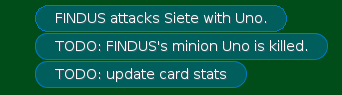 FINDUS attacks Siete with Uno.
TODO: FINDUS's minion Uno is killed.
TODO: update card stats